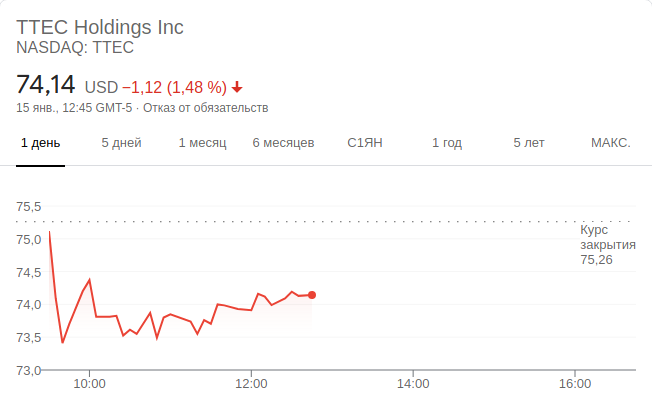 TTEC Holdings Inc
NASDAQ: TTEC
74,14 USD −1,12 (1,48 %)
15 янв., 12:45 GMT-5 · Отказ от обязательств
1 день 5 дней 1 месяц 6 месяцев С1ЯН 1 год 5 лет МАКС.
75,5
Курс
75,0
закрытия
75,26
74,5
74,0
73,5
73,0
10:00 12:00 14:00 16:00